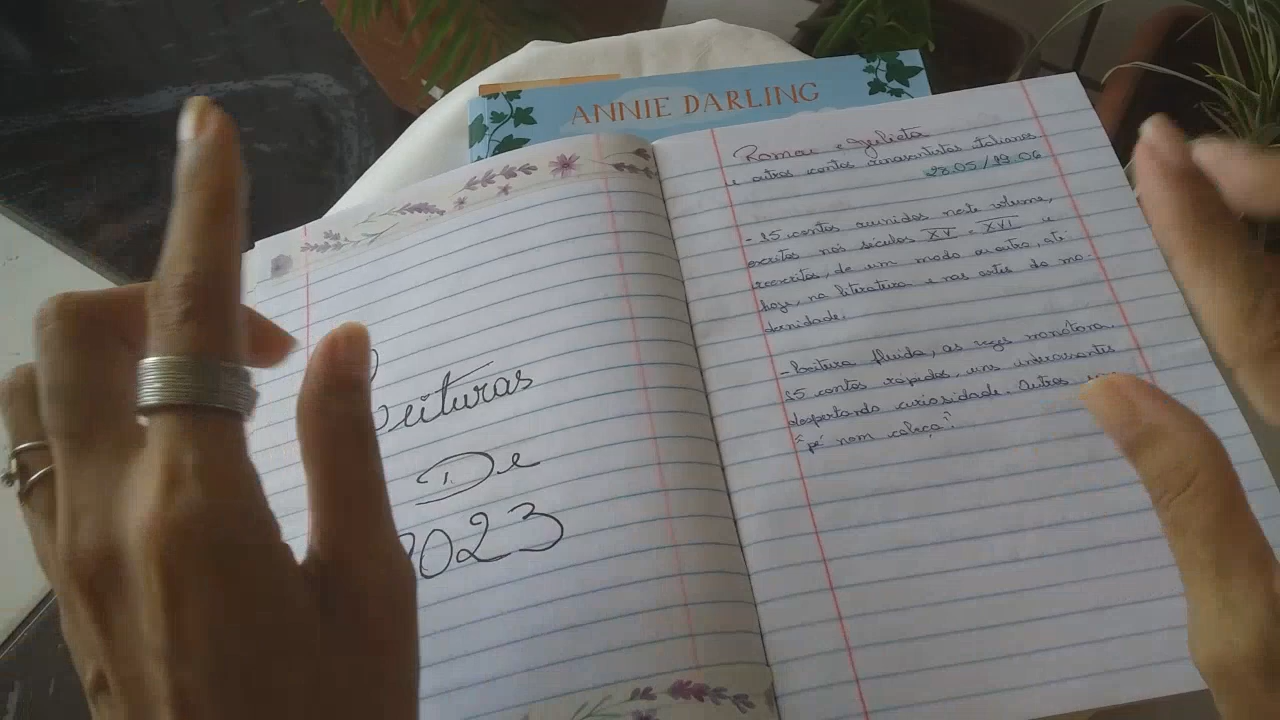 ANNIE DARLING
Leituras
De
2023
Romeu e Julieta
e outros contos renascentistas italianos
28.05/19.06
- 15 contos reunidos neste volume,
escritos nos séculos XV e XVI e
reescritos, de um modo ou outro, até
hoje, na literatura e nas artes da mo-
dernidade.
- Leitura fluida, as vezes monótona.
15 contos rápidos, uns interessantes
despertando curiosidade. Outros
"pé nem cabeça".